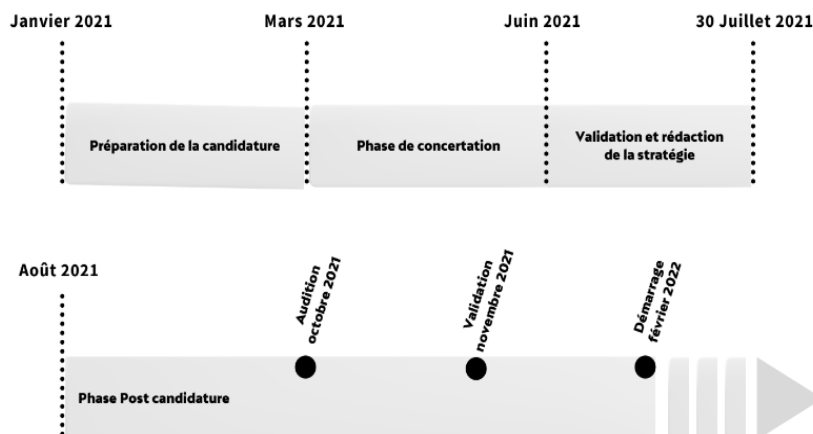 Janvier 2021
Mars 2021
Juin 2021
30 Juillet 2021
Préparation de la candidature
Phase de concertation
Validation et rédaction
de la stratégie
Août 2021
Audition
octobre 2021
Validation
novembre 2021
Démarrage
février 2022
Phase Post candidature